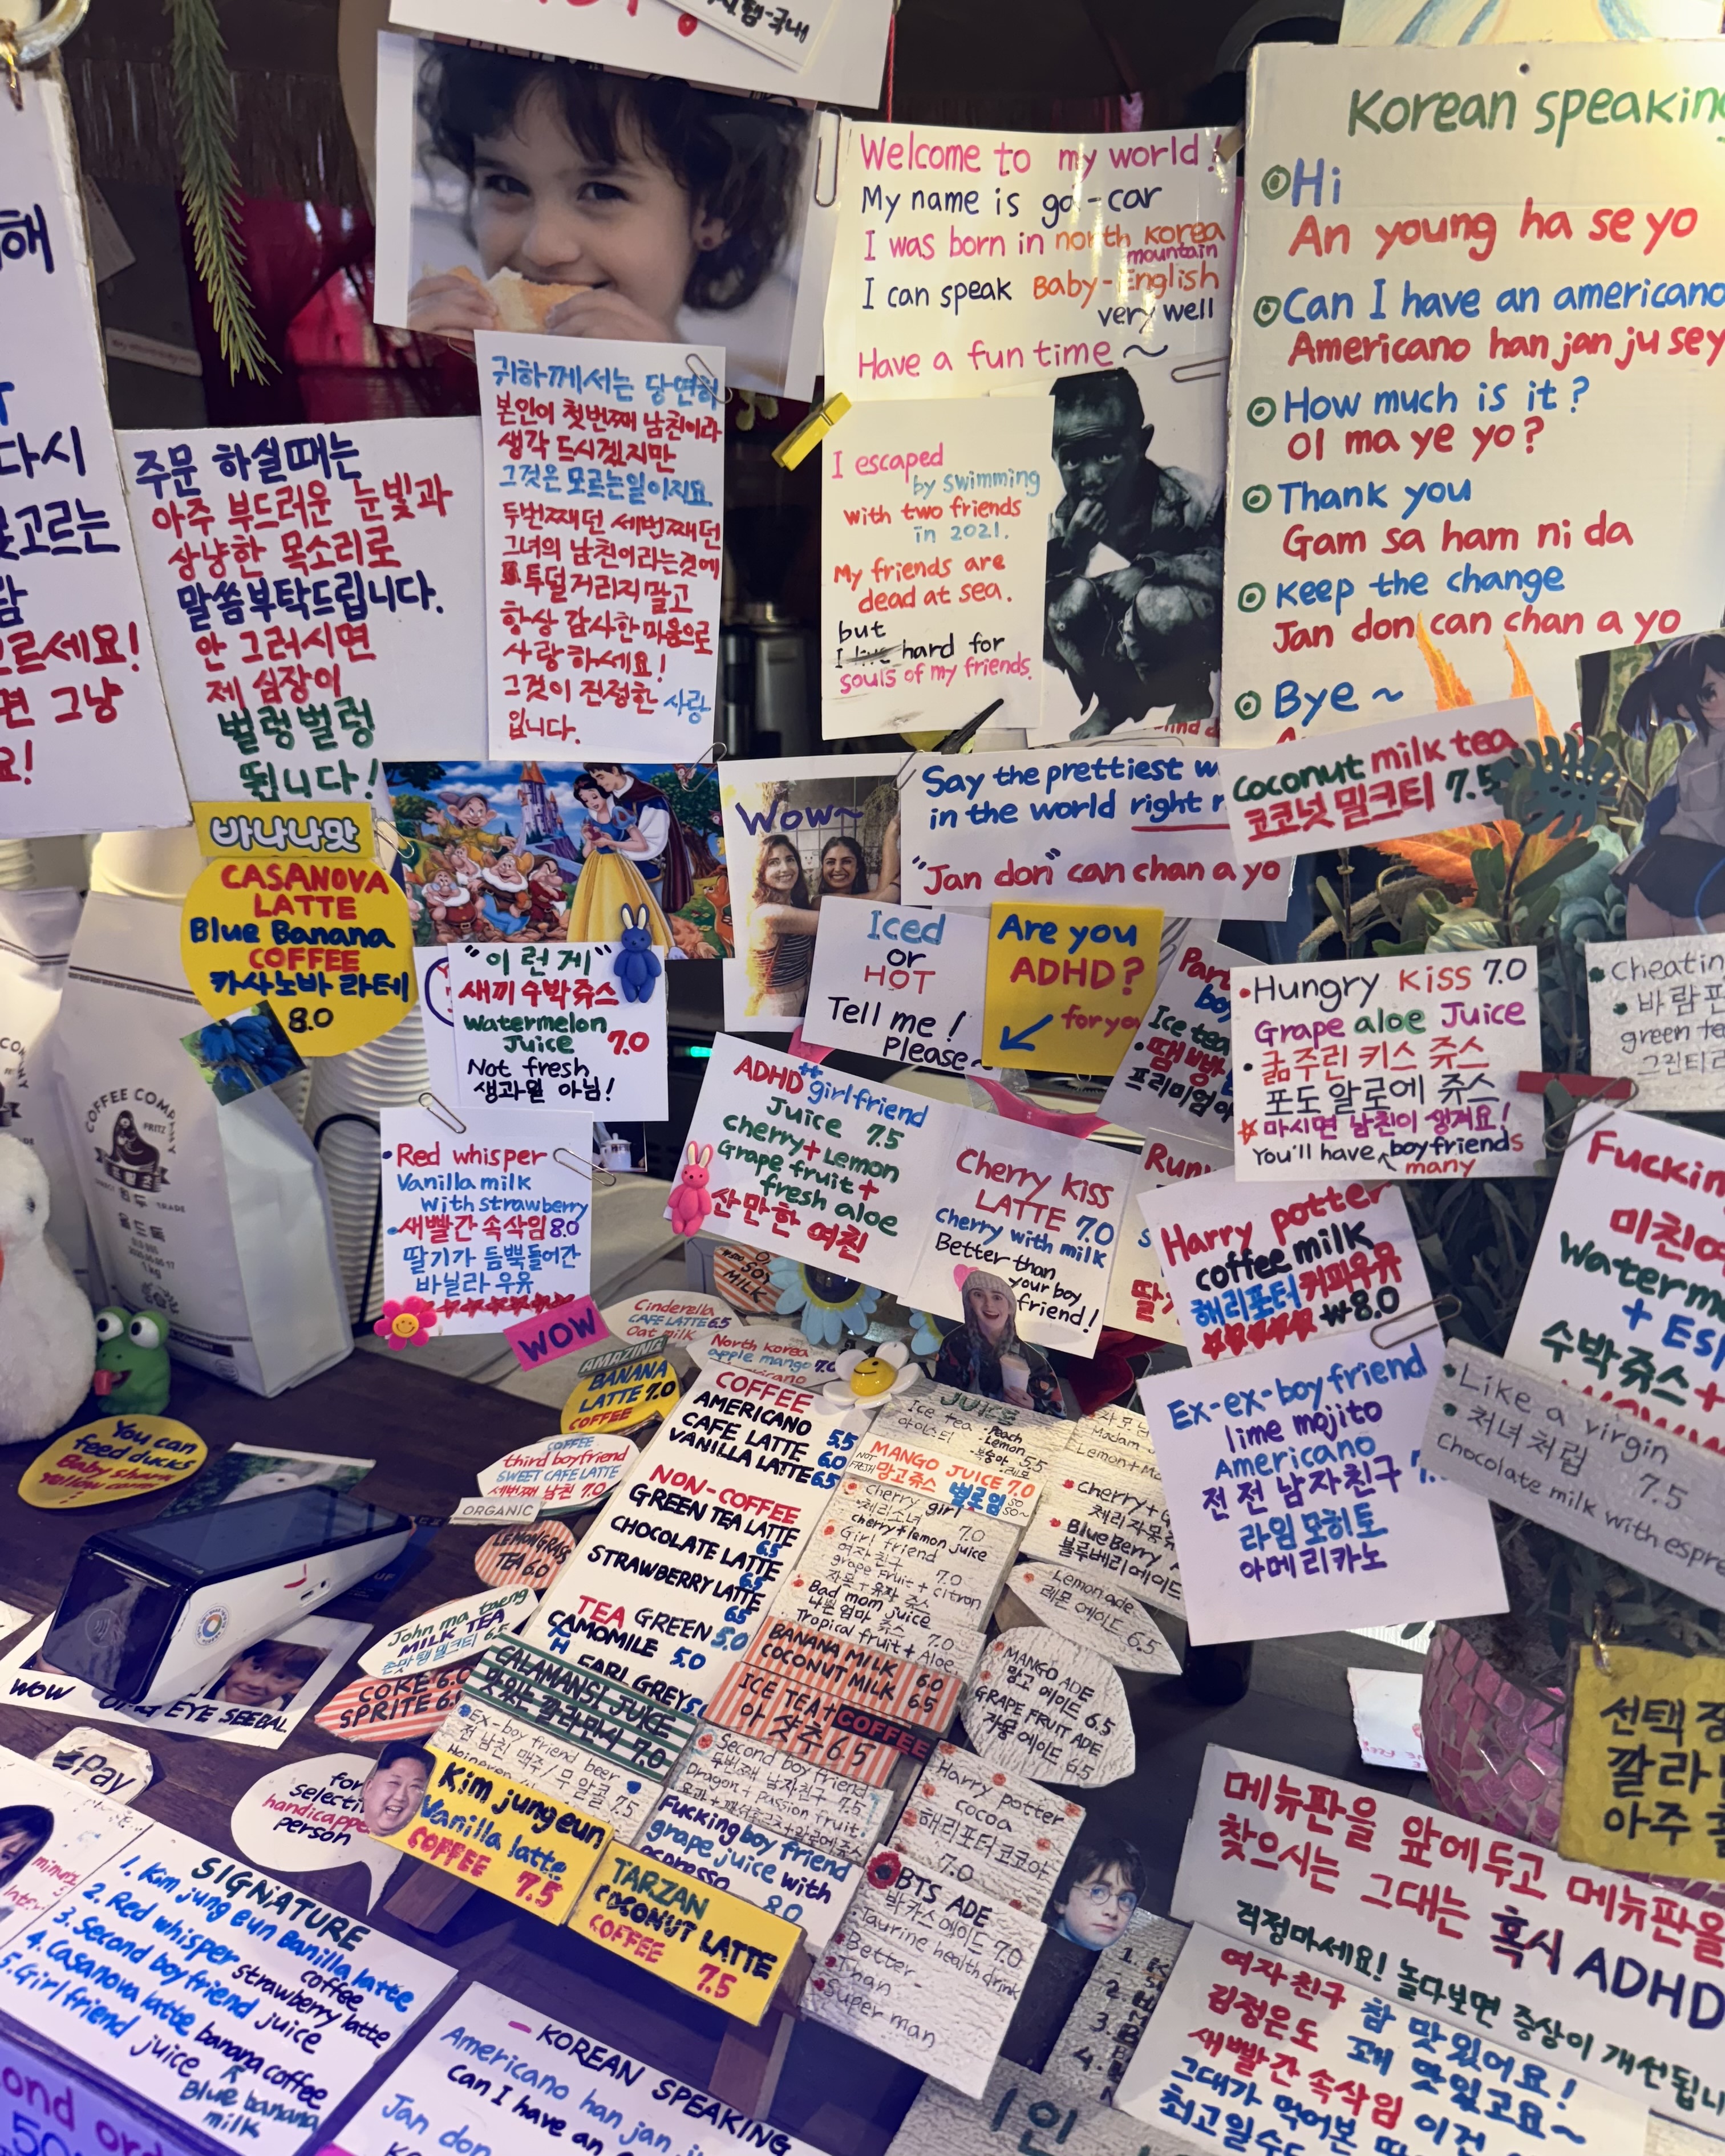 Korean speaking
◎Hi
An young ha se yo
◎Can I have an americano
Americano han jan ju sey
◎How much is it?
Ol ma ye yo?
◎Thank you
Gam sa ham ni da
◎keep the change
Jan don can chan a yo
◎Bye~
Welcome to my world!
My name is ga-car
I was born in north korea
mountain
I can speak Baby-English
very well
Have a fun time~
I escaped
by swimming
with two friends
in 2021.
My friends are
dead at sea.
but
hard for
souls of my friends.
귀하께서는 당연히
본인이 첫번째 남친이라
생각 드시겠지만
그것은 모르는일이지요
두번째던 세번째던
그녀의 남친이라는것에
투덜거리지말고
항상 감사한마음으로
사랑하세요!
그것이 진정한 사랑
입니다.
주문 하실때는
아주 부드러운 눈빛과
상냥한 목소리로
말씀부탁드립니다.
안 그러시면
제 심장이
벌렁벌렁
뜁니다!
해
다시
고르는
르세요!
면 그냥
요!
바나나맛
CASANOVA
LATTE
Blue Banana
COFFEE
카사노바 라떼
8.0
Wow~
Say the prettiest w
in the world right
"Jan don" can chan a yo
Coconut milk tea
코코넛 밀크티 7.5
"이런게"
새끼수박쥬스
Watermelon
Juice 7.0
Not fresh
생과일 아님!
Iced
or
HOT
Tell me!
Please~
Are you
ADHD?
for you
Ice tea
프리미엄
•Hungry Kiss 7.0
Grape aloe Juice
•굶주린 키스 쥬스
포도 알로에 쥬스
☆마시면 남친이 생겨요!
You'll have boyfriends
many
Cheatin
•바람핀
green te
그린티
•Red whisper
Vanilla milk
with strawberry
•새빨간 속삭임 8.0
딸기가 듬뿍들어간
바닐라 우유
WOW
ADHD girlfriend
Juice 7.5
cherry+Lemon
Grape fruit+
fresh aloe
산만한 여친
Cherry kiss
LATTE 7.0
Cherry with milk
Better than
your boy
friend!
Harry potter
coffee milk
해리포터커피우유
₩8.0
Fuckin
미친
Waterm
+ Esp
수박쥬스+
Ex-ex-boyfriend
lime mojito
Americano
전전남자친구
라임모히토
아메리카노
•Like a virgin
•처녀처럼
7.5
Chocolate milk with espre
SOY
MILK
Cinderella
CAFE LATTE 6.5
Oat milk
North korea
apple mango 7.0
AMAZING
BANANA
LATTE 7.0
COFFEE
COFFEE
third boyfriend
SWEET CAFE LATTE
세번째 남친 7.0
ORGANIC
LEMONGRASS
TEA 6.0
John ma taeng
MILK TEA
존맛탱밀크티 6.5
COKE 6.0
SPRITE 6.
COFFEE
AMERICANO 5.5
CAFE LATTE 6.0
VANILLA LATTE 6.5
NON-COFFEE
GREEN TEA LATTE
CHOCOLATE LATTE 6.5
STRAWBERRY LATTE 6.5
TEA GREEN 5.0
CAMOMILE 5.0
EARL GREY
JUICE
Ice tea •Peach
아이스티 •Lemon 5.5
NOT FRESH
MANGO JUICE 7.0
망고쥬스 별로임 SO SO~
Cherry girl
체리소녀 7.0
cherry+lemon juice
Girl friend
여자친구 7.0
grape Fruit + Citron
자몽+유자 쥬스
Bad mom juice
나쁜엄마 쥬스 7.0
Tropical fruit + Aloe
BANANA MILK 6.0
COCONUT MILK 6.5
ICE TEA+COFFEE
아 샷 추 6.5
Madam
Lemon+M
•Cherry+
체리자몽
•Blue Berry
블루베리에이드
Lemonade
레몬 에이드 6.5
MANGO ADE
망고 에이드 6.5
GRAPE FRUIT ADE
자몽 에이드 6.5
CALAMANSI JUICE
맛있는 깔라만시 7.0
Ex-boy friend beer
전 남친 맥주/무 알콜 7.5
Second boy friend
두번째 남자친구 7.5
Dragon + passion fruit
Harry potter
cocoa
해리포터 코코아
7.0
Kim jung eun
Vanilla latte
COFFEE 7.5
Fucking boy friend
grape juice with
espresso 8.0
TARZAN
COCONUT LATTE
COFFEE 7.5
BTS ADE
박카스에이드 7.0
Taurine health drink
•Better-
•Than
•Super man
You can
feed ducks
Baby shark
Yellow
wow
EYE SEEBAL
Pay
for
selecti
handicappe
person
SIGNATURE
1. Kim jung eun Banilla latte
coffee
2. Red whisper strawberry latte
3. Second boy friend juice
4. Casanova latte banana coffee
5. Girl friend juice Blue banana
milk
- KOREAN SPEAKING
Americano han jan
Can I have an
Jan don
선택
깔라
아주
메뉴판을 앞에두고 메뉴판을
찾으시는 그대는 혹시 ADHD
걱정마세요! 놀다보면 증상이 개선됩니
여자친구 참 맛있어요!
김정은도 꽤 맛있고요~
새빨간 속삭임 이건
그대가 먹어본
최고일수도
COFFEE COMPANY